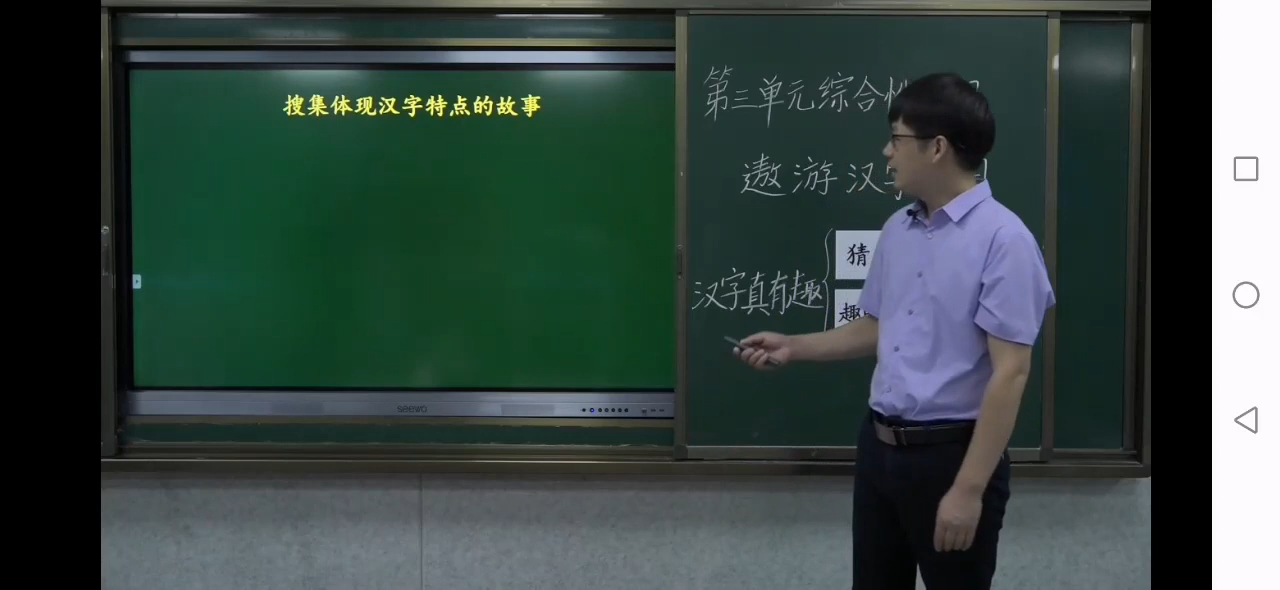 搜集体现汉字特点的故事
第三单元综合性
遨游汉字
汉字真有趣
猜
趣
seewo